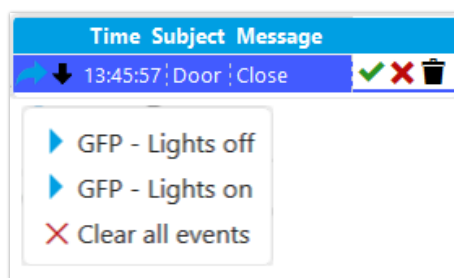 Time Subject Message
13:45:57 Door Close
GFP - Lights off
GFP - Lights on
Clear all events